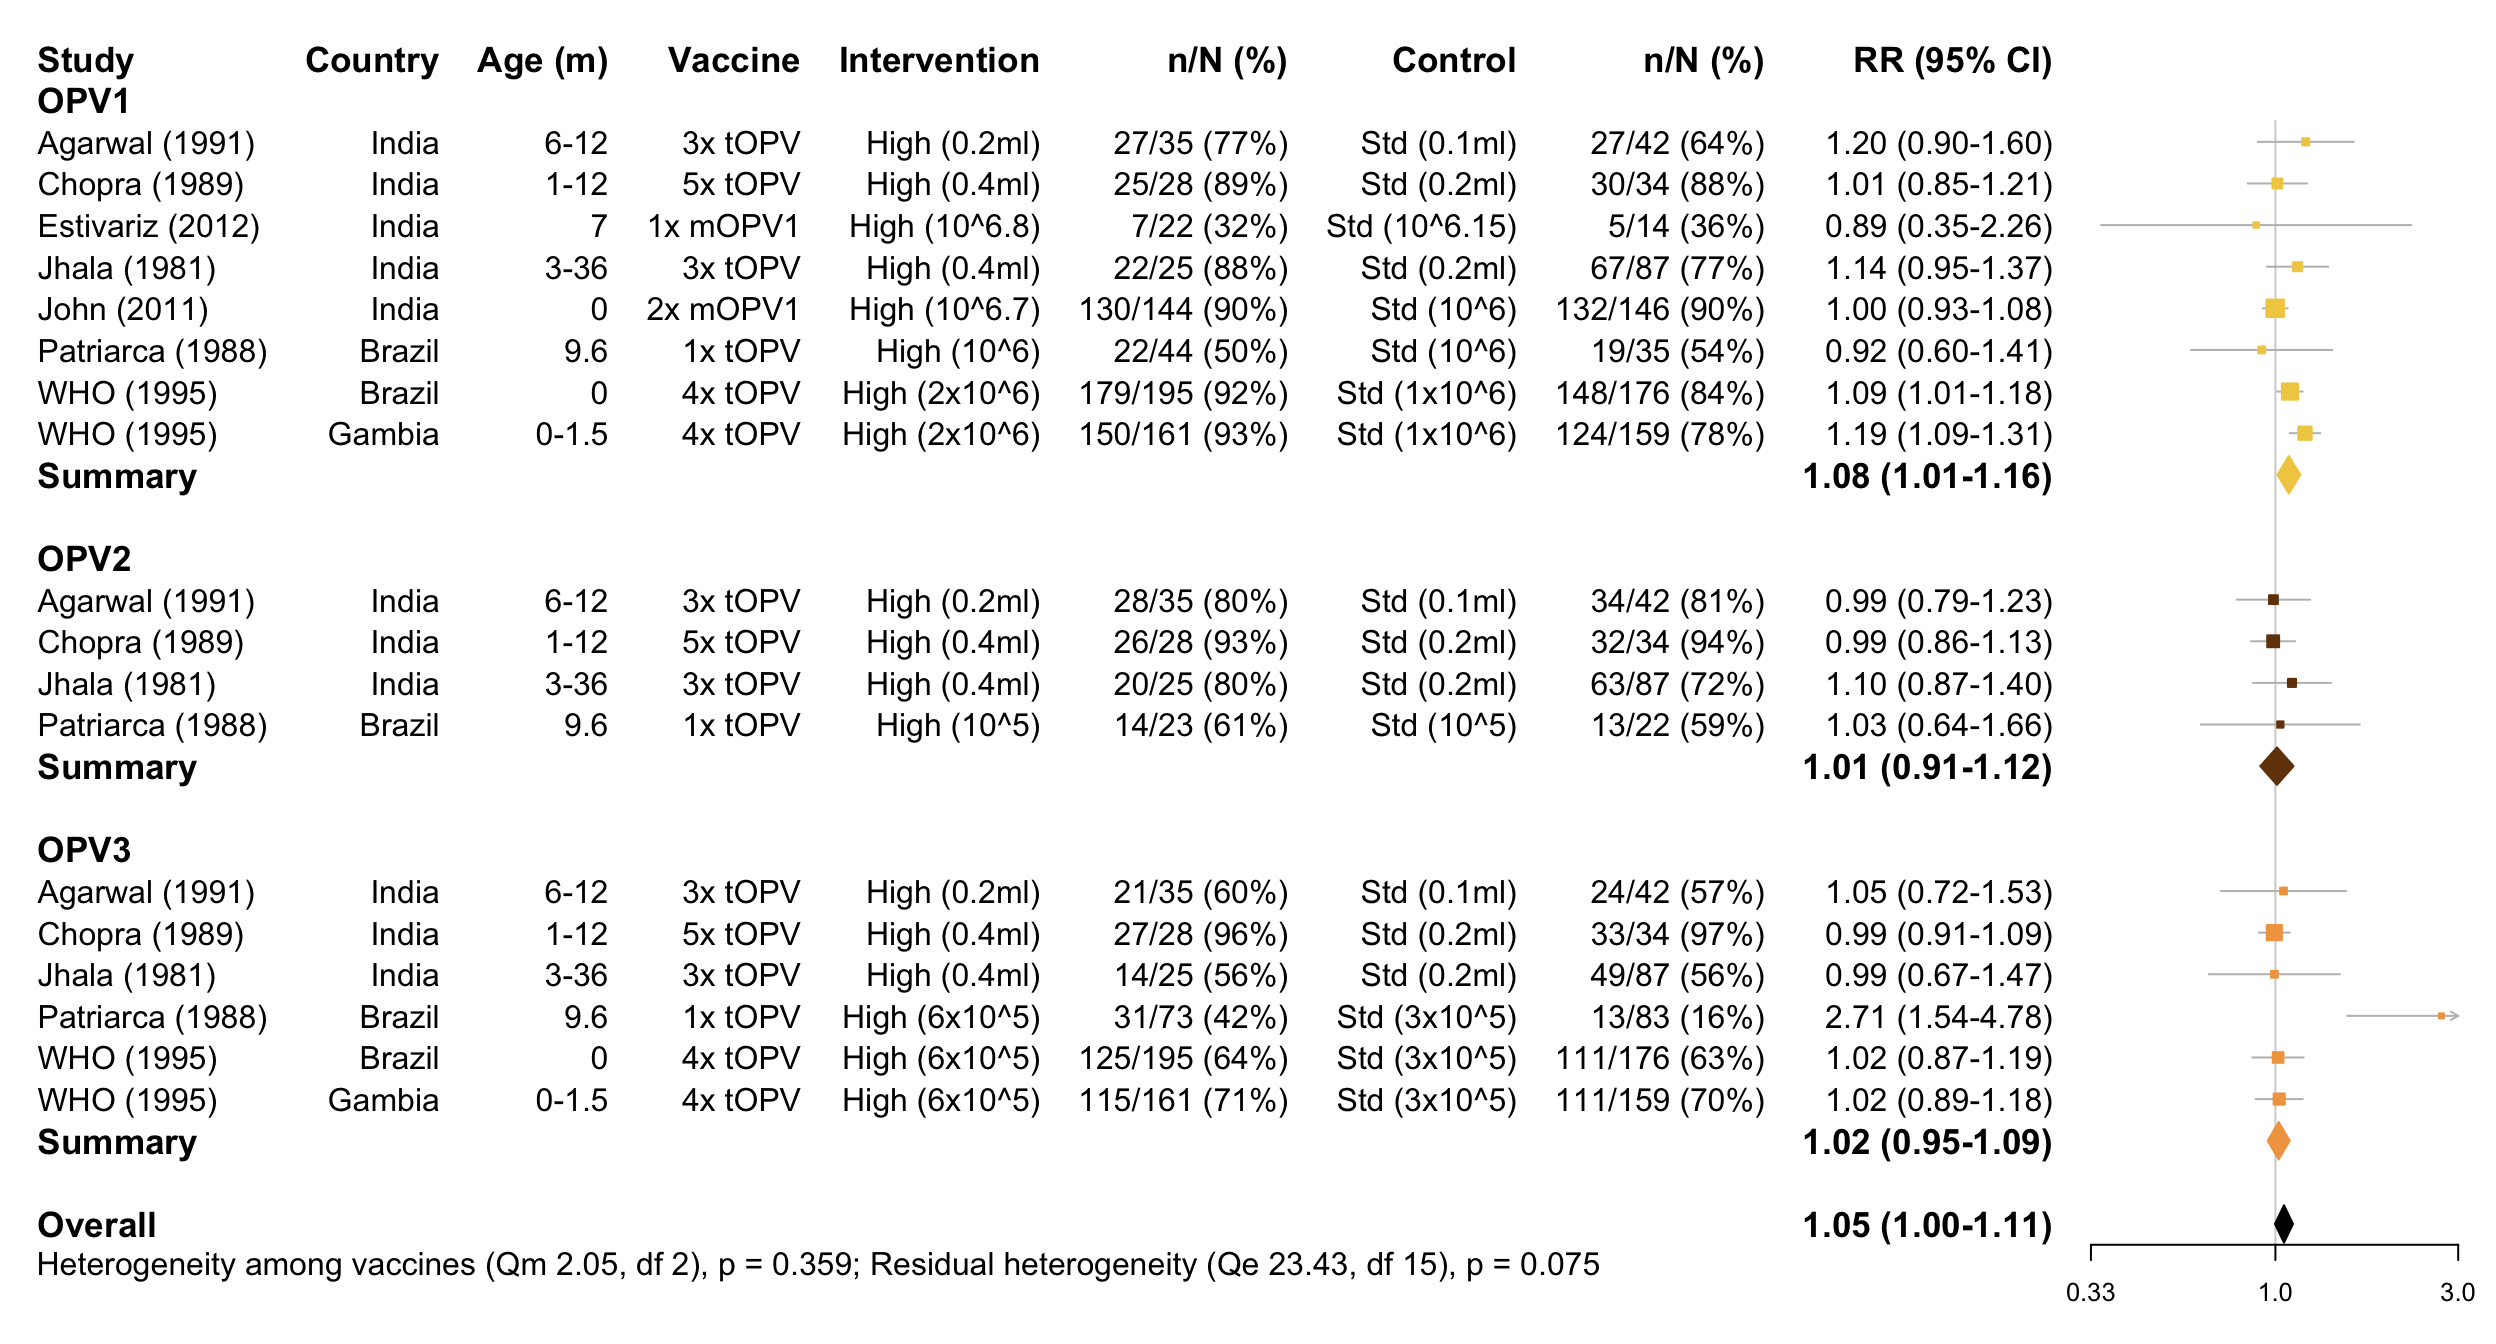 Study Country Age (m) Vaccine Intervention n/N (%) Control n/N (%) RR (95% CI)
OPV1
Agarwal (1991) India 6-12 3x tOPV High (0.2ml) 27/35 (77%) Std (0.1ml) 27/42 (64%) 1.20 (0.90-1.60)
Chopra (1989) India 1-12 5x tOPV High (0.4ml) 25/28 (89%) Std (0.2ml) 30/34 (88%) 1.01 (0.85-1.21)
Estivariz (2012) India 7 1x mOPV1 High (10^6.8) 7/22 (32%) Std (10^6.15) 5/14 (36%) 0.89 (0.35-2.26)
Jhala (1981) India 3-36 3x tOPV High (0.4ml) 22/25 (88%) Std (0.2ml) 67/87 (77%) 1.14 (0.95-1.37)
John (2011) India 0 2x mOPV1 High (10^6.7) 130/144 (90%) Std (10^6) 132/146 (90%) 1.00 (0.93-1.08)
Patriarca (1988) Brazil 9.6 1x tOPV High (10^6) 22/44 (50%) Std (10^6) 19/35 (54%) 0.92 (0.60-1.41)
WHO (1995) Brazil 0 4x tOPV High (2x10^6) 179/195 (92%) Std (1x10^6) 148/176 (84%) 1.09 (1.01-1.18)
WHO (1995) Gambia 0-1.5 4x tOPV High (2x10^6) 150/161 (93%) Std (1x10^6) 124/159 (78%) 1.19 (1.09-1.31)
Summary 1.08 (1.01-1.16)
OPV2
Agarwal (1991) India 6-12 3x tOPV High (0.2ml) 28/35 (80%) Std (0.1ml) 34/42 (81%) 0.99 (0.79-1.23)
Chopra (1989) India 1-12 5x tOPV High (0.4ml) 26/28 (93%) Std (0.2ml) 32/34 (94%) 0.99 (0.86-1.13)
Jhala (1981) India 3-36 3x tOPV High (0.4ml) 20/25 (80%) Std (0.2ml) 63/87 (72%) 1.10 (0.87-1.40)
Patriarca (1988) Brazil 9.6 1x tOPV High (10^5) 14/23 (61%) Std (10^5) 13/22 (59%) 1.03 (0.64-1.66)
Summary 1.01 (0.91-1.12)
OPV3
Agarwal (1991) India 6-12 3x tOPV High (0.2ml) 21/35 (60%) Std (0.1ml) 24/42 (57%) 1.05 (0.72-1.53)
Chopra (1989) India 1-12 5x tOPV High (0.4ml) 27/28 (96%) Std (0.2ml) 33/34 (97%) 0.99 (0.91-1.09)
Jhala (1981) India 3-36 3x tOPV High (0.4ml) 14/25 (56%) Std (0.2ml) 49/87 (56%) 0.99 (0.67-1.47)
Patriarca (1988) Brazil 9.6 1x tOPV High (6x10^5) 31/73 (42%) Std (3x10^5) 13/83 (16%) 2.71 (1.54-4.78)
WHO (1995) Brazil 0 4x tOPV High (6x10^5) 125/195 (64%) Std (3x10^5) 111/176 (63%) 1.02 (0.87-1.19)
WHO (1995) Gambia 0-1.5 4x tOPV High (6x10^5) 115/161 (71%) Std (3x10^5) 111/159 (70%) 1.02 (0.89-1.18)
Summary 1.02 (0.95-1.09)
Overall 1.05 (1.00-1.11)
Heterogeneity among vaccines (Qm 2.05, df 2), p = 0.359; Residual heterogeneity (Qe 23.43, df 15), p = 0.075
0.33 1.0 3.0